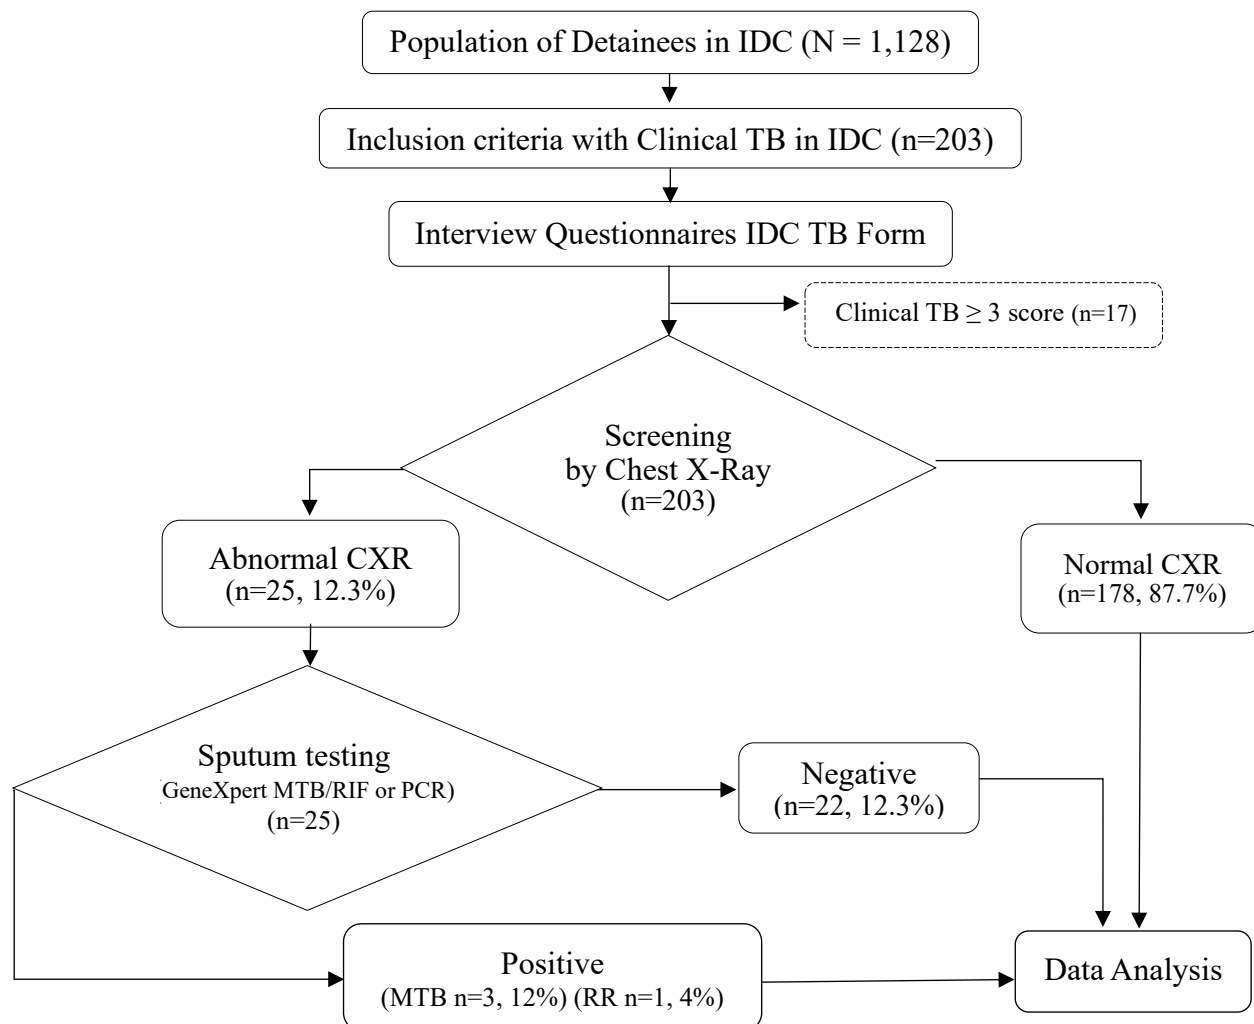 Population of Detainees in IDC (N = 1,128)
Inclusion criteria with Clinical TB in IDC (n=203)
Interview Questionnaires IDC TB Form
Clinical TB ≥ 3 score (n=17)
Screening
by Chest X-Ray
(n=203)
Abnormal CXR
(n=25, 12.3%)
Normal CXR
(n=178, 87.7%)
Sputum testing
GeneXpert MTB/RIF or PCR)
(n=25)
Negative
(n=22, 12.3%)
Positive
(MTB n=3, 12%) (RR n=1, 4%)
Data Analysis